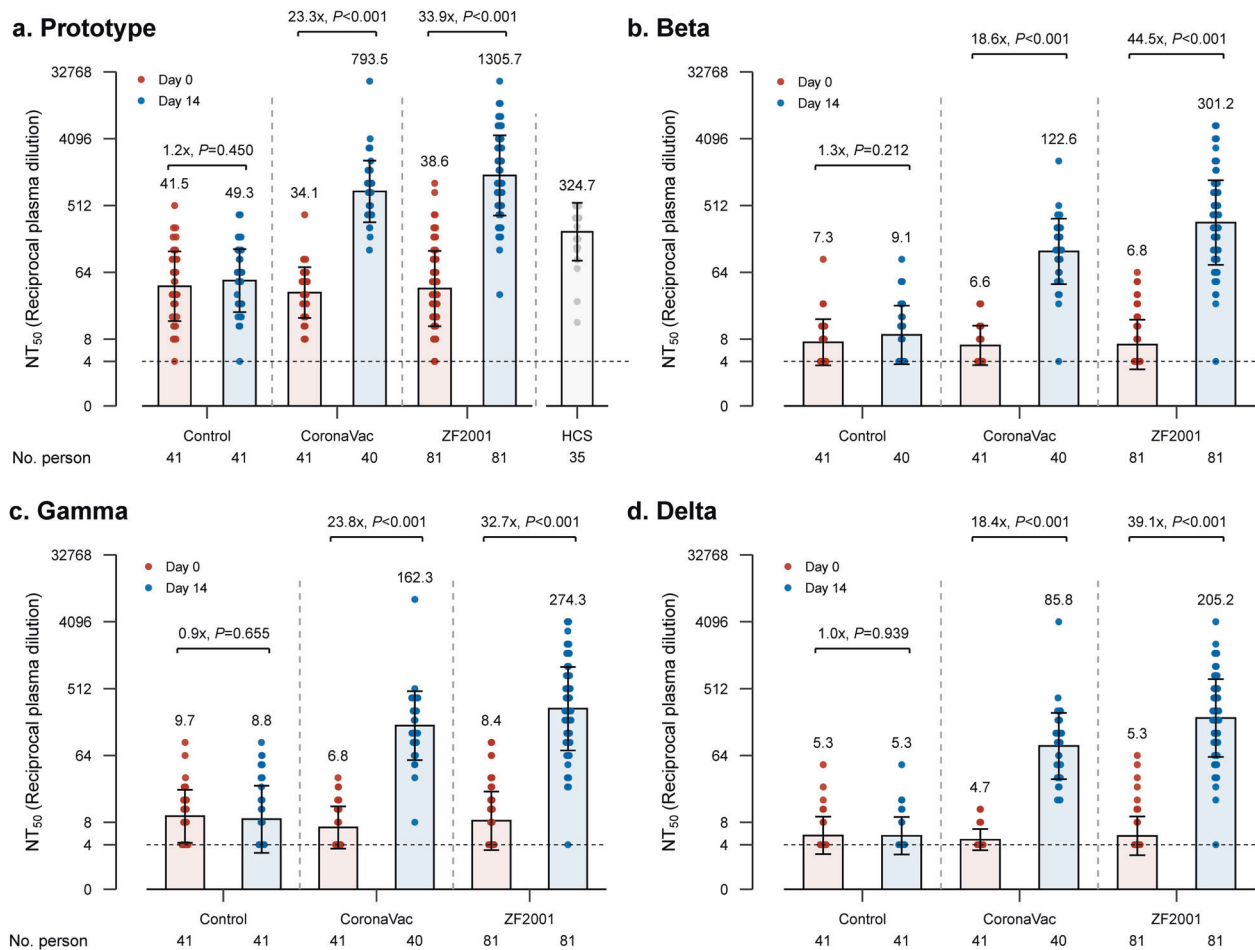 a. Prototype
23.3x, P<0.001
33.9x, P<0.001
793.5
1305.7
32768
4096
512
64
8
4
0
NT50 (Reciprocal plasma dilution)
Day 0
Day 14
1.2x, P=0.450
41.5
49.3
34.1
38.6
324.7
Control
CoronaVac
ZF2001
HCS
No. person
41
41
41
40
81
81
35
b. Beta
18.6x, P<0.001
44.5x, P<0.001
32768
4096
512
64
8
4
0
NT50 (Reciprocal plasma dilution)
Day 0
Day 14
1.3x, P=0.212
7.3
9.1
6.6
122.6
6.8
301.2
Control
CoronaVac
ZF2001
41
40
41
40
81
81
c. Gamma
23.8x, P<0.001
32.7x, P<0.001
32768
4096
512
64
8
4
0
NT50 (Reciprocal plasma dilution)
Day 0
Day 14
0.9x, P=0.655
9.7
8.8
6.8
162.3
8.4
274.3
Control
CoronaVac
ZF2001
No. person
41
41
41
40
81
81
d. Delta
18.4x, P<0.001
39.1x, P<0.001
32768
4096
512
64
8
4
0
NT50 (Reciprocal plasma dilution)
Day 0
Day 14
1.0x, P=0.939
5.3
5.3
4.7
85.8
5.3
205.2
Control
CoronaVac
ZF2001
41
41
41
40
81
81